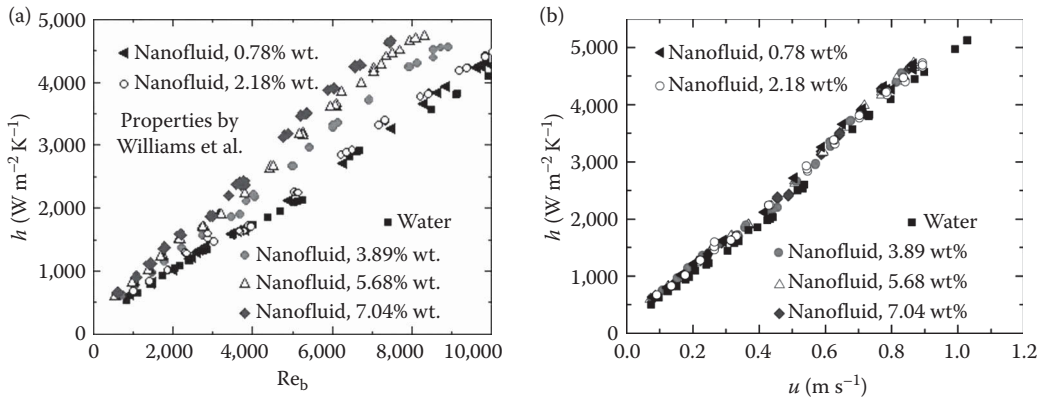 (a)
5,000
4,000
3,000
2,000
1,000
0
h (W m⁻² K⁻¹)
Nanofluid, 0.78% wt.
Nanofluid, 2.18% wt.
Properties by
Williams et al.
Water
Nanofluid, 3.89% wt.
Nanofluid, 5.68% wt.
Nanofluid, 7.04% wt.
0
2,000
4,000
6,000
8,000
10,000
Re_b
(b)
5,000
4,000
3,000
2,000
1,000
0
h (W m⁻² K⁻¹)
Nanofluid, 0.78 wt%
Nanofluid, 2.18 wt%
Water
Nanofluid, 3.89 wt%
Nanofluid, 5.68 wt%
Nanofluid, 7.04 wt%
0.0
0.2
0.4
0.6
0.8
1.0
1.2
u (m s⁻¹)